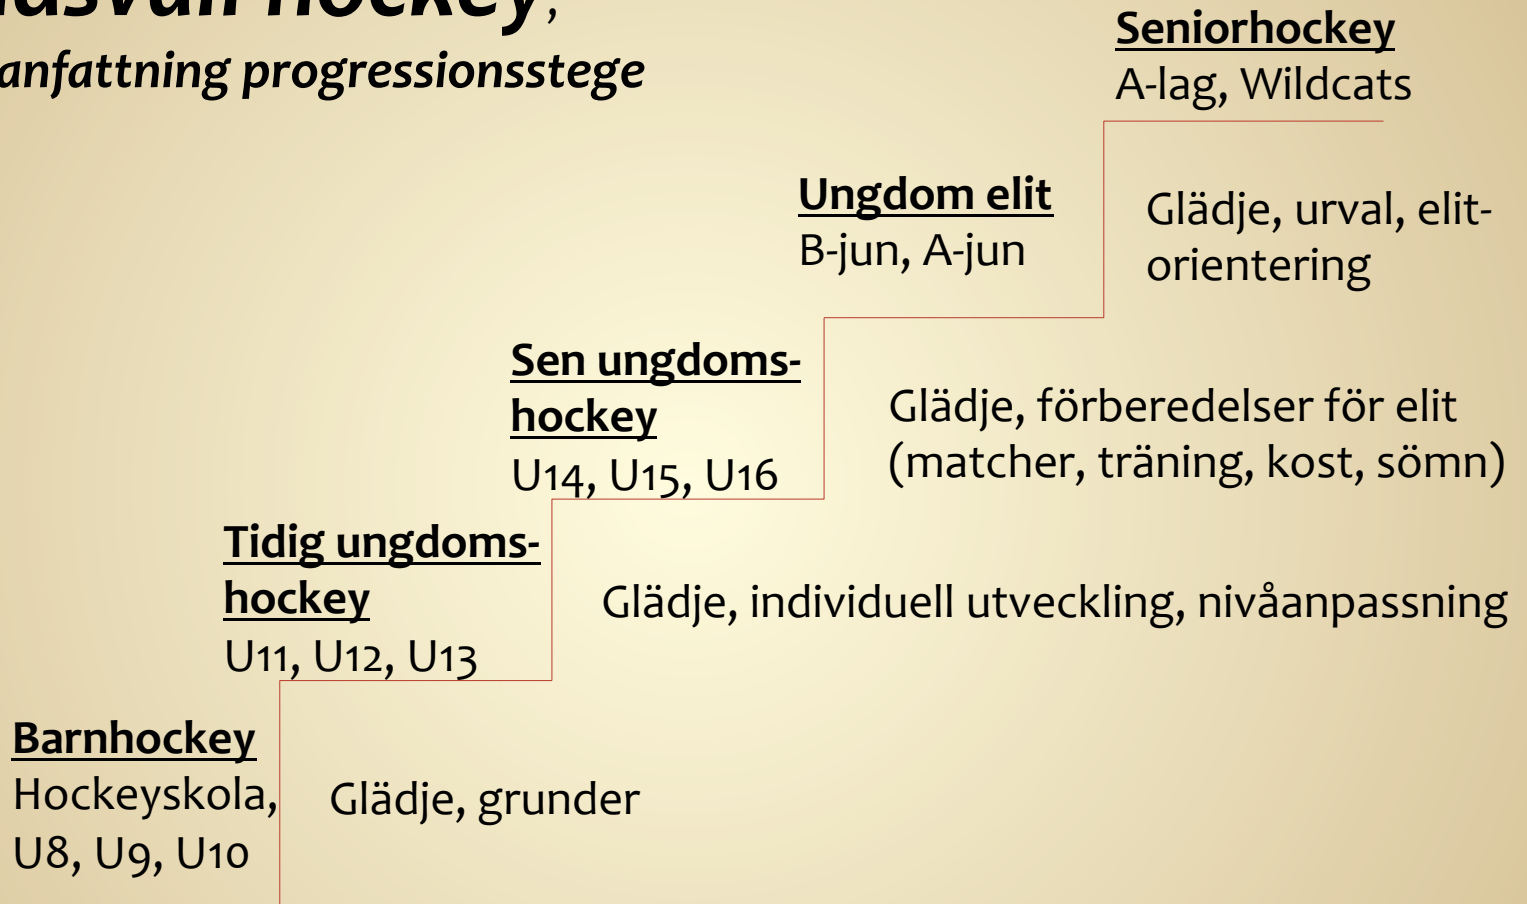 hockey,
progressionsstege
Seniorhockey
A-lag, Wildcats
Ungdom elit
B-jun, A-jun
Glädje, urval, elit-
orientering
Sen ungdoms-
hockey
U14, U15, U16
Glädje, förberedelser för elit
(matcher, träning, kost, sömn)
Tidig ungdoms-
hockey
U11, U12, U13
Glädje, individuell utveckling, nivåanpassning
Barnhockey
Hockeyskola,
U8, U9, U10
Glädje, grunder